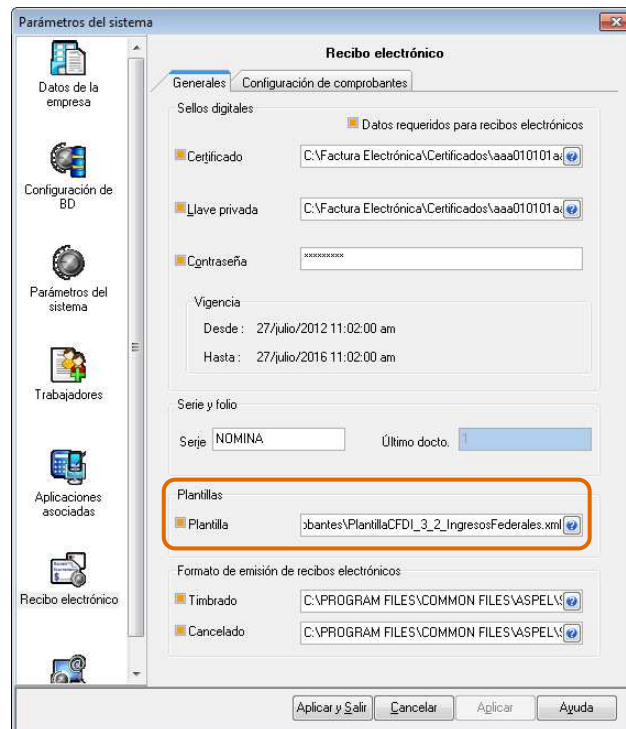 Parámetros del sistema
Datos de la
empresa
Configuración de
BD
Parámetros del
sistema
Trabajadores
Aplicaciones
asociadas
Recibo electrónico
Recibo electrónico
Generales
Configuración de comprobantes
Sellos digitales
Datos requeridos para recibos electrónicos
Certificado C:\Factura Electrónica\Certificados\aaa010101a
Llave privada C:\Factura Electrónica\Certificados\aaa010101a
Contraseña xxxxxxxxx
Vigencia
Desde : 27/julio/2012 11:02:00 am
Hasta : 27/julio/2016 11:02:00 am
Serie y folio
Serie NOMINA Último docto. 1
Plantillas
Plantilla obantes\PlantillaCFDI_3_2_IngresosFederales.xml
Formato de emisión de recibos electrónicos
Timbrado C:\PROGRAM FILES\COMMON FILES\ASPEL\S
Cancelado C:\PROGRAM FILES\COMMON FILES\ASPEL\S
Aplicar y Salir Cancelar Aplicar Ayuda